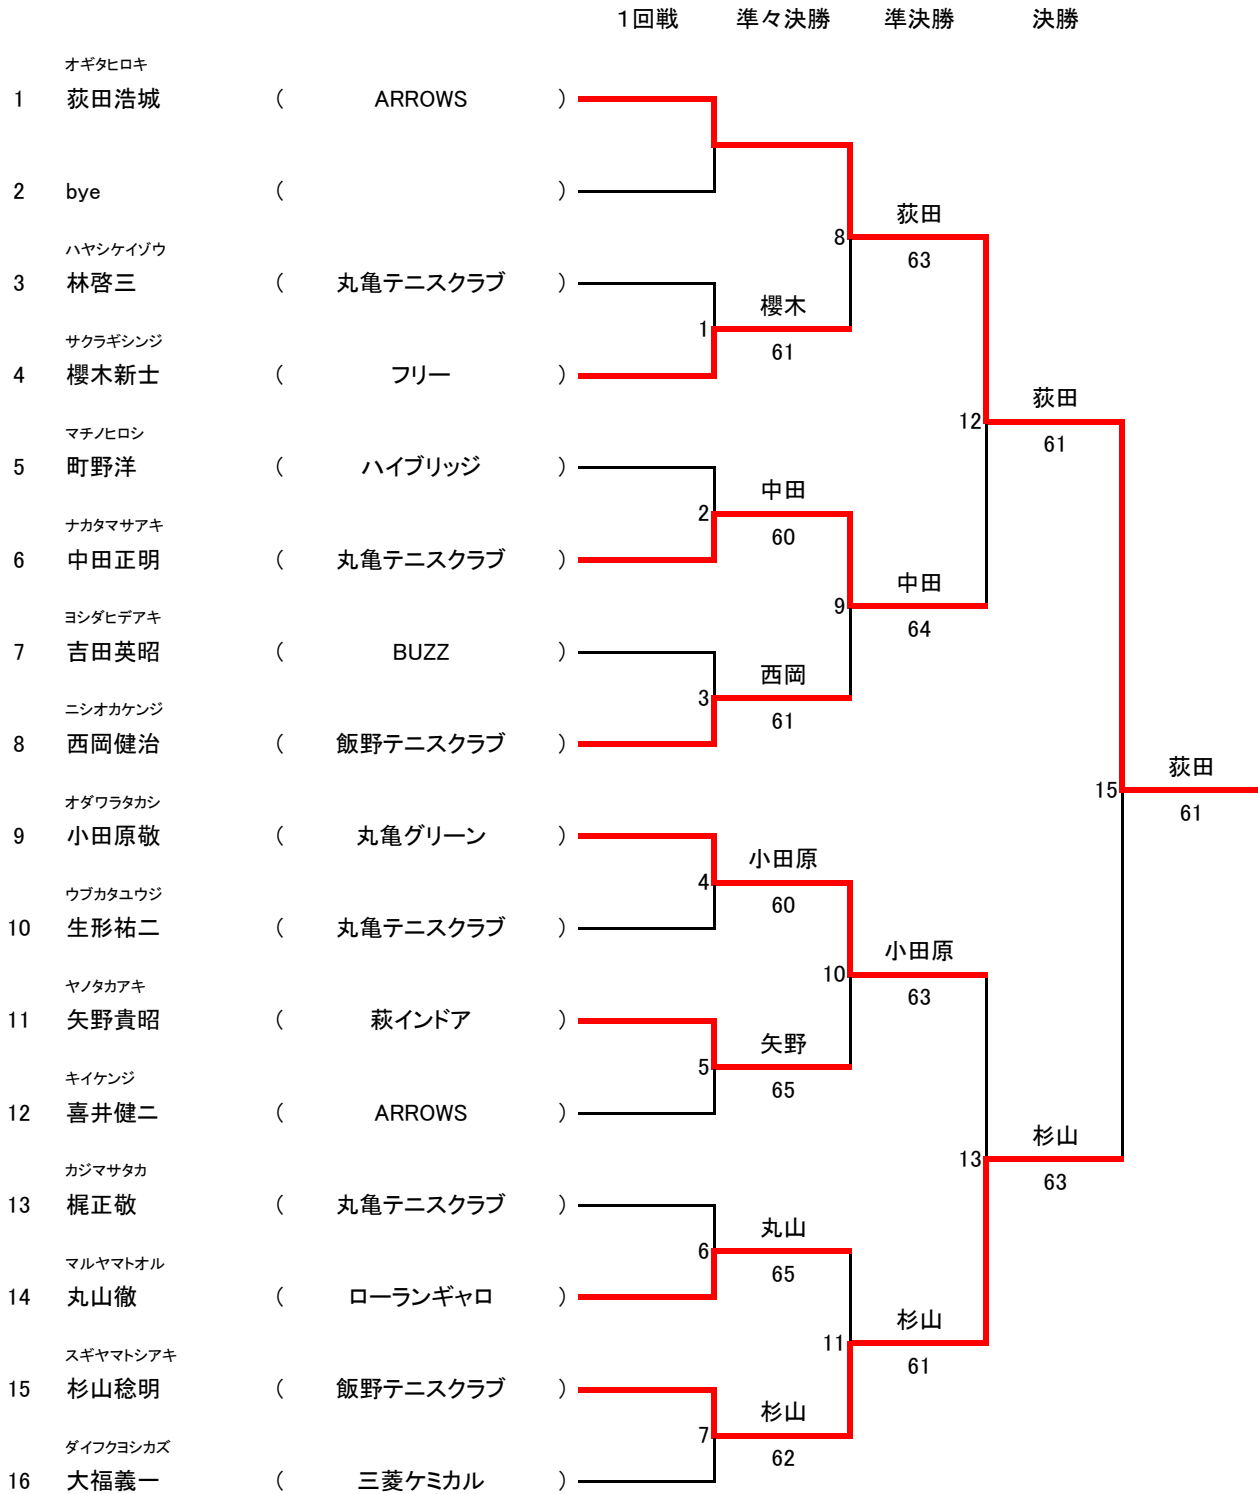 1回戦 準々決勝 準決勝 決勝
オギタヒロキ
1 荻田浩城 ( ARROWS )
2 bye ( )
荻田
8
63
ハヤシケイゾウ
3 林啓三 ( 丸亀テニスクラブ )
櫻木
1
61
サクラギシンジ
4 櫻木新士 ( フリー )
荻田
12
61
マチノヒロシ
5 町野洋 ( ハイブリッジ )
中田
2
60
ナカタマサアキ
6 中田正明 ( 丸亀テニスクラブ )
中田
9
64
ヨシダヒデアキ
7 吉田英昭 ( BUZZ )
西岡
3
61
ニシオカケンジ
8 西岡健治 ( 飯野テニスクラブ )
荻田
15
61
オダワラタカシ
9 小田原敬 ( 丸亀グリーン )
小田原
4
60
ウブカタユウジ
10 生形祐二 ( 丸亀テニスクラブ )
小田原
10
63
ヤノタカアキ
11 矢野貴昭 ( 萩インドア )
矢野
5
65
キイケンジ
12 喜井健二 ( ARROWS )
杉山
13
63
カジマサタカ
13 梶正敬 ( 丸亀テニスクラブ )
丸山
6
65
マルヤマトオル
14 丸山徹 ( ローランギャロ )
杉山
11
61
スギヤマトシアキ
15 杉山稔明 ( 飯野テニスクラブ )
杉山
7
62
ダイフクヨシカズ
16 大福義一 ( 三菱ケミカル )